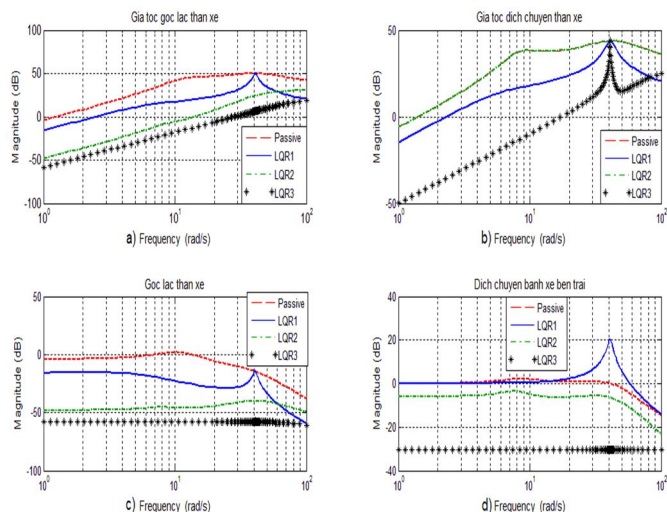 Gia toc goc lac than xe
100
50
0
-50
-100
Magnitude (dB)
Passive
LQR1
LQR2
LQR3
10^0
10^1
10^2
a) Frequency (rad/s)
Gia toc dich chuyen than xe
50
0
-50
Magnitude (dB)
Passive
LQR1
LQR2
LQR3
10^0
10^1
10^2
b) Frequency (rad/s)
Goc lac than xe
50
0
-50
-100
Magnitude (dB)
Passive
LQR1
LQR2
LQR3
10^0
10^1
10^2
c) Frequency (rad/s)
Dich chuyen banh xe ben trai
40
20
0
-20
-40
Magnitude (dB)
Passive
LQR1
LQR2
LQR3
10^0
10^1
10^2
d) Frequency (rad/s)